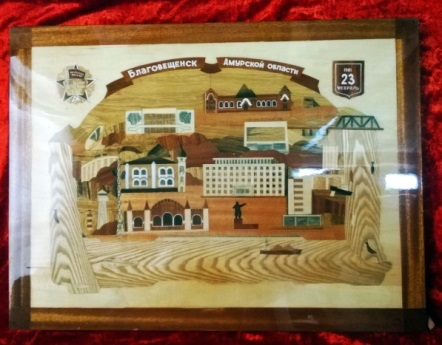 Благовещенск Амурской области
23
февраль